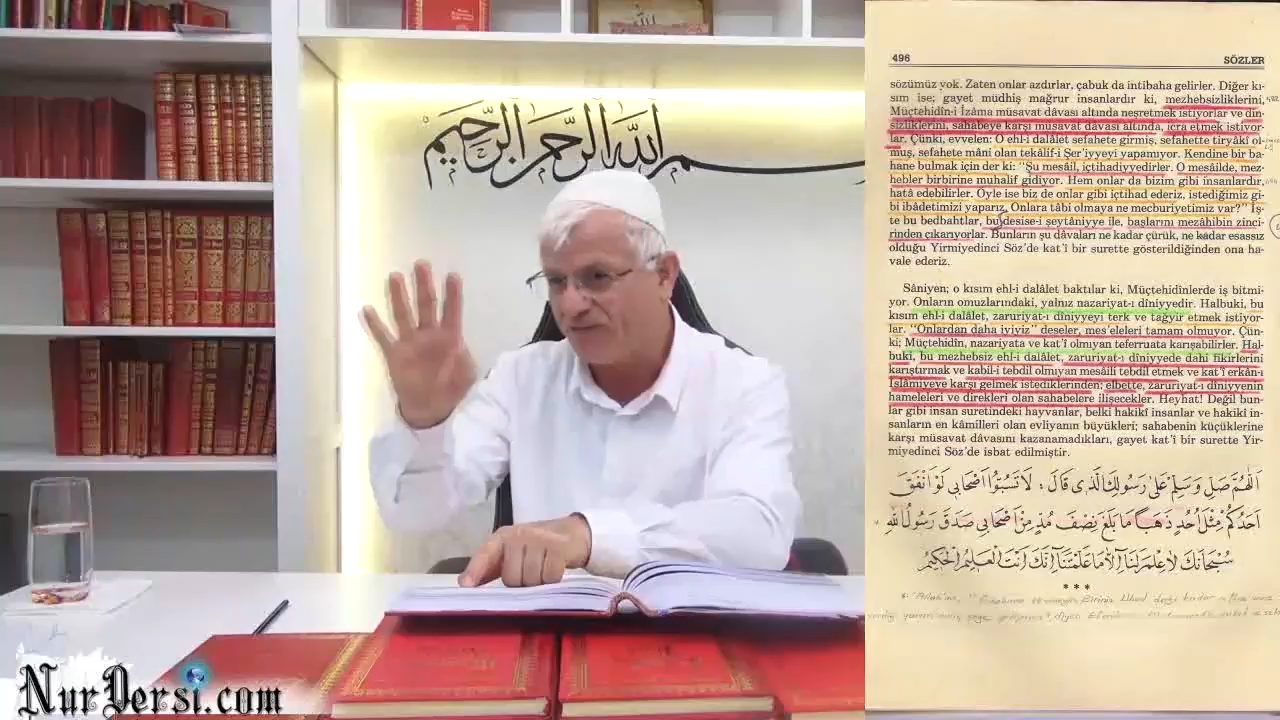 بسم الله الرحمن الرحيم
NurDersi.com
496 SÖZLER
sözümüz yok. Zaten onlar azdırlar, çabuk da intibaha gelirler. Diğer kı-
sım ise; gayet müdhiş mağrur insanlardır ki, mezhebsizliklerini,
Müçtehidîn-i İzâma müsavat dâvası altında neşretmek istiyorlar ve din-
sizliklerini, sahabeye karşı müsavat davası altında, icra etmek istiyor-
lar. Çünki, evvelen: O ehl-i dalâlet sefahete girmiş, sefahette tiryâki ol-
muş, sefahete mâni olan tekâlif-i Şer'iyyeyi yapamıyor. Kendine bir ba-
hane bulmak için der ki: "Şu mesâil, içtihadiyyedirler. O mesâilde, mez-
hebler birbirine muhalif gidiyor. Hem onlar da bizim gibi insanlardır,
hatâ edebilirler. Öyle ise biz de onlar gibi içtihad ederiz, istediğimiz gi-
bi ibâdetimizi yaparız. Onlara tâbi olmaya ne mecburiyetimiz var?" İş-
te bu bedbahtlar, bu desise-i şeytâniyye ile, başlarını mezâhibin zinci-
rinden çıkarıyorlar. Bunların şu dâvaları ne kadar çürük, ne kadar esassız
olduğu Yirmiyedinci Söz'de kat'î bir surette gösterildiğinden ona ha-
vale ederiz.
Sâniyen; o kısım ehl-i dalâlet baktılar ki, Müçtehidînlerde iş bitmi-
yor. Onların omuzlarındaki, yalnız nazariyat-ı dîniyyedir. Halbuki, bu
kısım ehl-i dalâlet, zaruriyat-ı dîniyyeyi terk ve tağyir etmek istiyor-
lar. "Onlardan daha iyiyiz" deseler, mes'eleleri tamam olmuyor. Çün-
ki; Müçtehidîn, nazariyata ve kat'î olmıyan teferruata karışabilirler. Hal-
buki, bu mezhebsiz ehl-i dalâlet, zaruriyat-ı dîniyyede dahi fikirlerini
karıştırmak ve kabil-i tebdil olmıyan mesâili tebdil etmek ve kat'î erkân-ı
İslâmiyeye karşı gelmek istediklerinden; elbette, zaruriyat-ı dîniyyenin
hameleleri ve direkleri olan sahabelere ilişecekler. Heyhat! Değil bun-
lar gibi insan suretindeki hayvanlar, belki hakikî insanlar ve hakikî in-
sanların en kâmilleri olan evliyanın büyükleri; sahabenin küçüklerine
karşı müsavat dâvasını kazanamadıkları, gayet kat'î bir surette Yir-
miyedinci Söz'de isbat edilmiştir.
اَللّٰهُمَّ صَلِّ وَسَلِّمْ عَلٰى رَسُولِكَ الَّذِى قَالَ : لَا تَسُبُّوا اَصْحَابِى لَوْ اَنْفَقَ
اَحَدُكُمْ مِثْلَ اُحُدٍ ذَهَبًا مَا بَلَغَ نِصْفَ مُدٍّ مِنْ اَصْحَابِى صَدَقَ رَسُولُ اللّٰهِ
سُبْحَانَكَ لَا عِلْمَ لَنَا اِلَّا مَا عَلَّمْتَنَا اِنَّكَ اَنْتَ الْعَلِيمُ الْحَكِيمُ
* * *